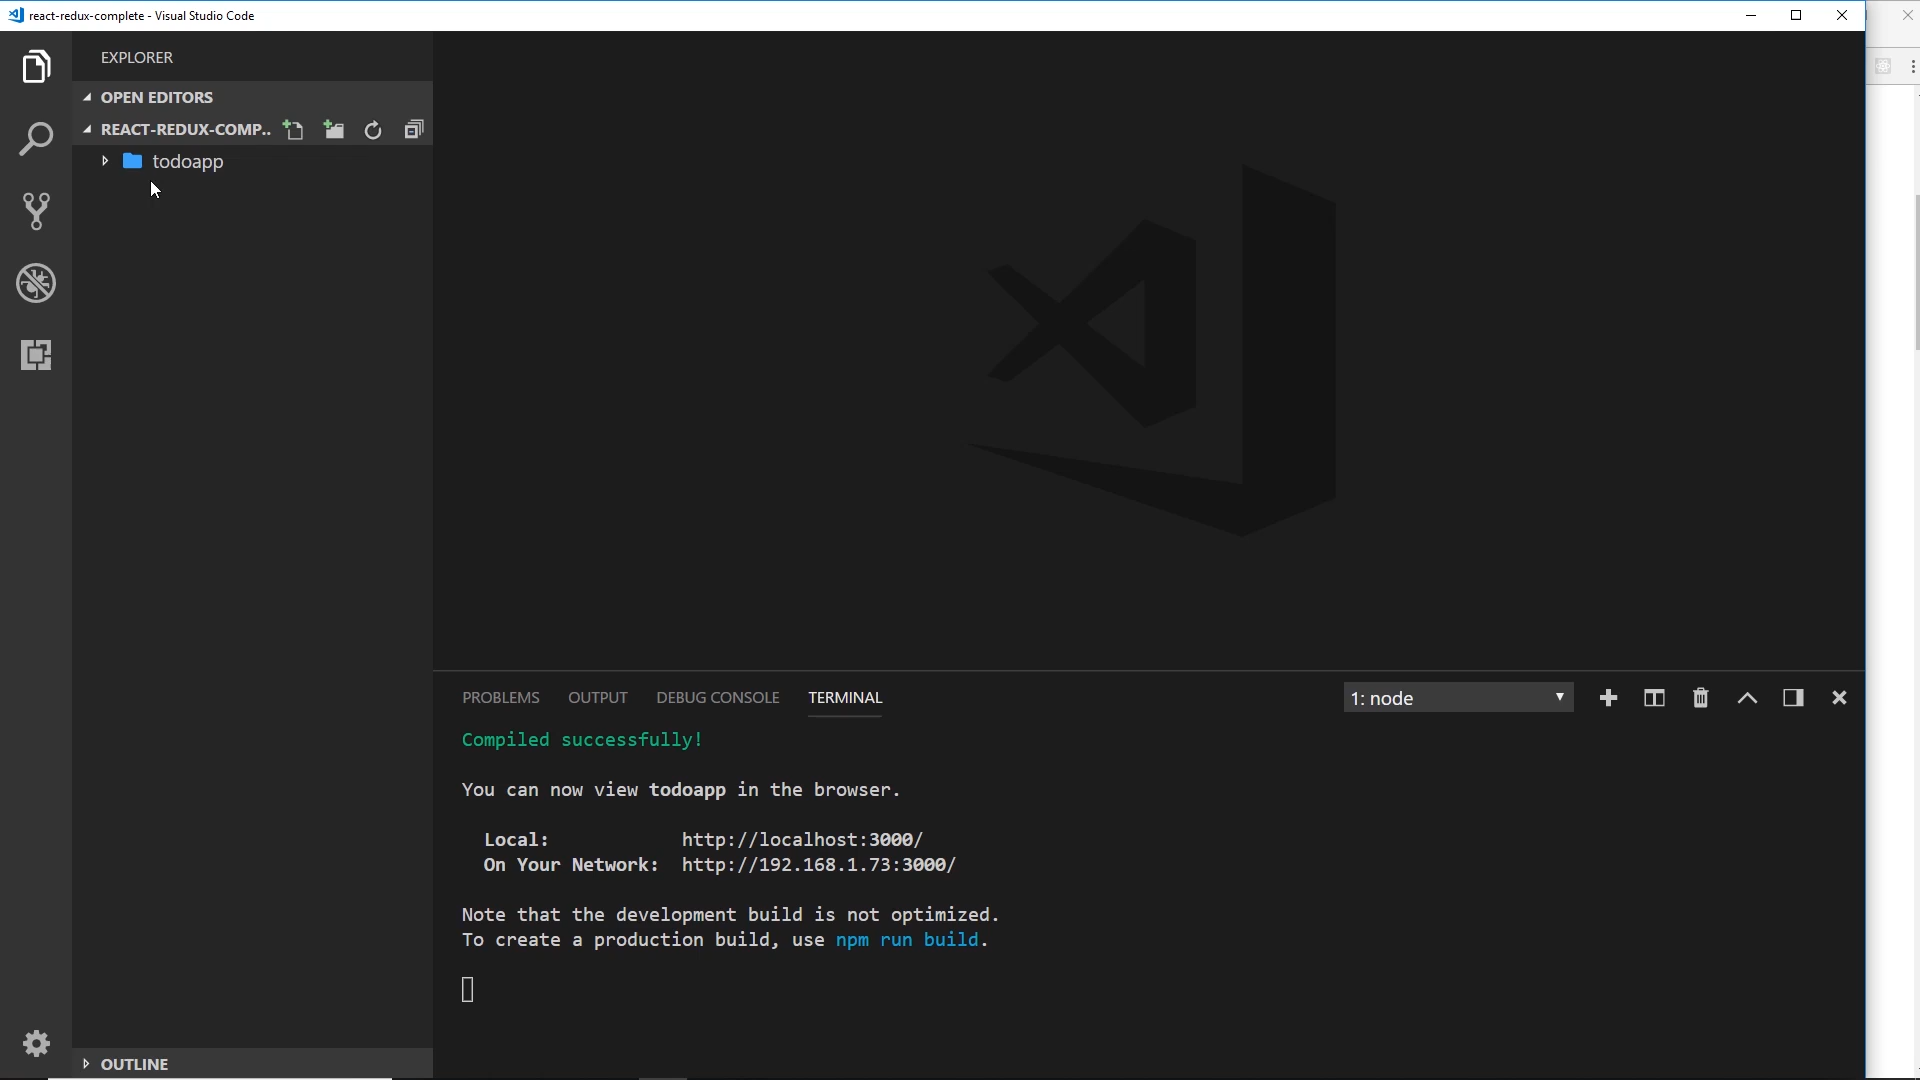 react-redux-complete - Visual Studio Code
EXPLORER
OPEN EDITORS
REACT-REDUX-COMP..
todoapp
OUTLINE
PROBLEMS OUTPUT DEBUG CONSOLE TERMINAL 1: node
Compiled successfully!
You can now view todoapp in the browser.
Local: http://localhost:3000/
On Your Network: http://192.168.1.73:3000/
Note that the development build is not optimized.
To create a production build, use npm run build.